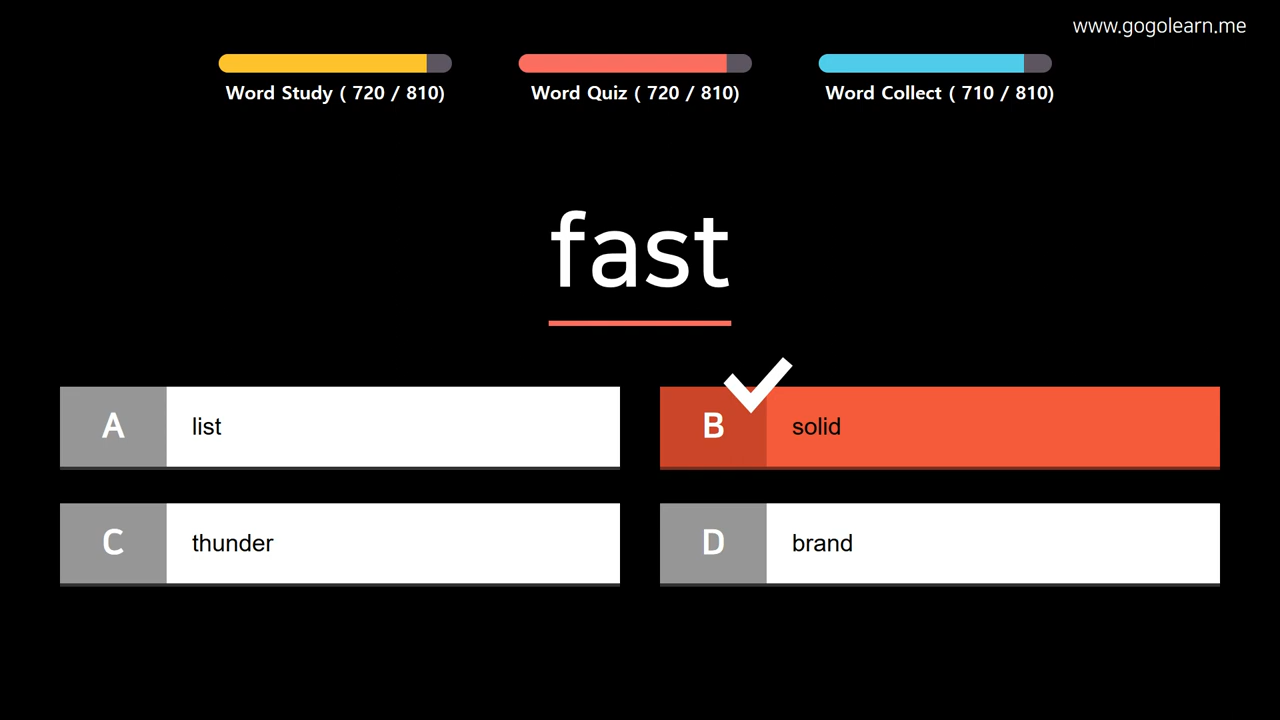 www.gogolearn.me
Word Study ( 720 / 810)
Word Quiz ( 720 / 810)
Word Collect ( 710 / 810)
fast
A list
B solid
C thunder
D brand